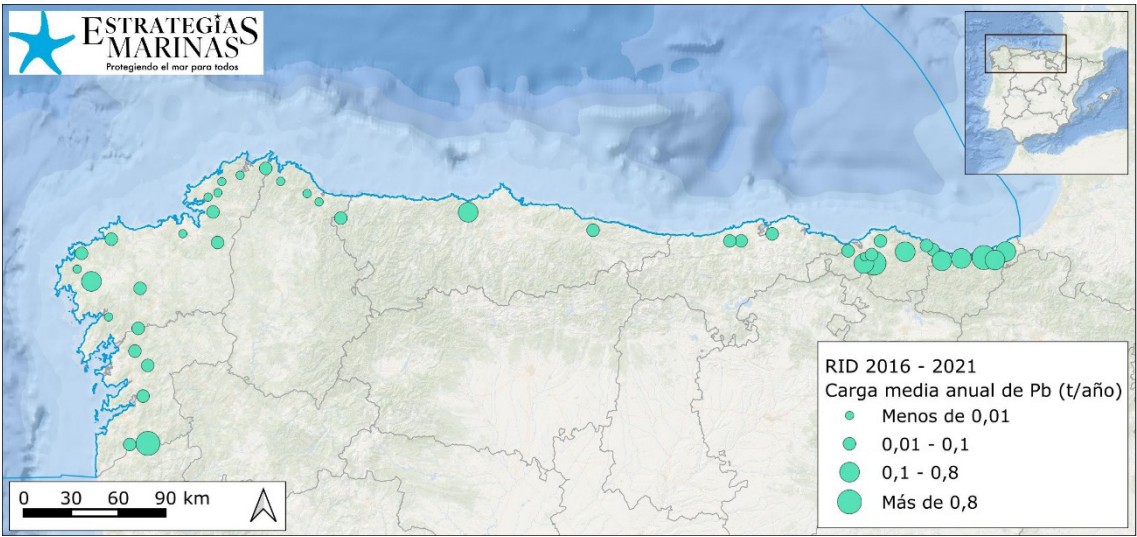 ESTRATEGIAS
MARINAS
Protegiendo el mar para todos
RID 2016 - 2021
Carga media anual de Pb (t/año)
Menos de 0,01
0,01 - 0,1
0,1 - 0,8
Más de 0,8
0 30 60 90 km